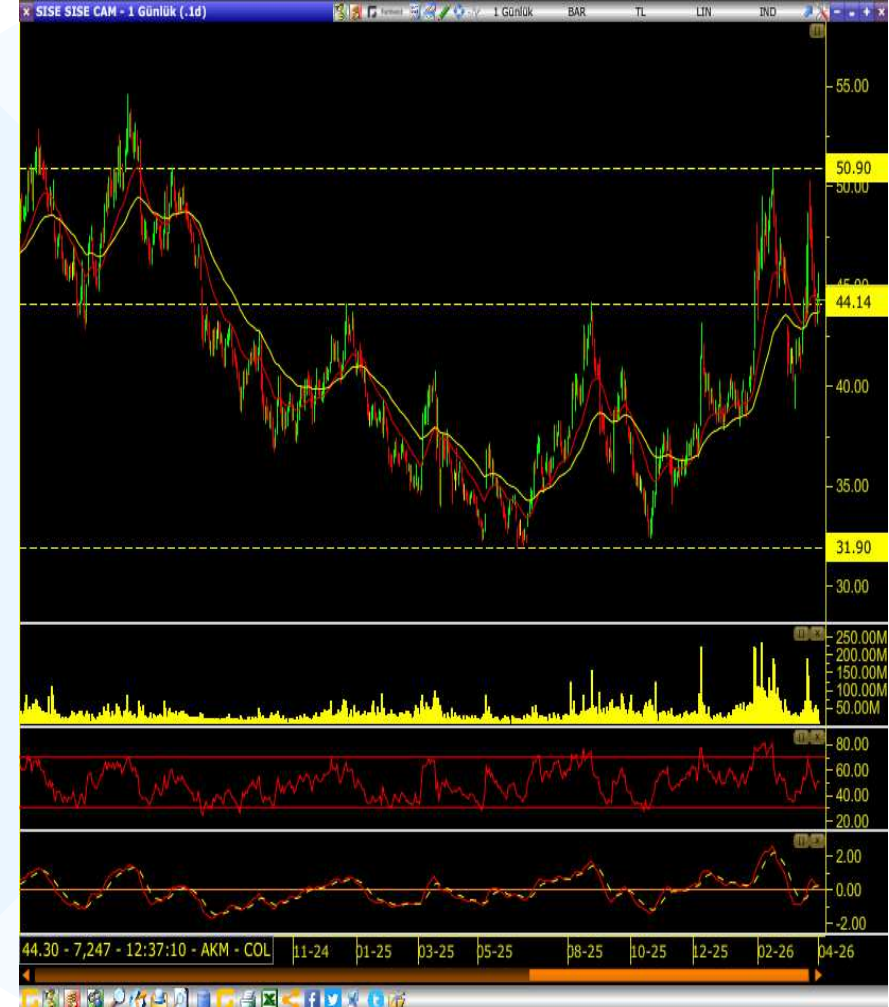 SISE SISE CAM - 1 Günlük (.1d) 1 Günlük BAR TL LIN IND
55.00
50.90
50.00
45.00
44.14
40.00
35.00
31.90
30.00
250.00M
200.00M
150.00M
100.00M
50.00M
80.00
60.00
40.00
20.00
2.00
0.00
-2.00
44.30 - 7,247 - 12:37:10 - AKM - COL 11-24 01-25 03-25 05-25 08-25 10-25 12-25 02-26 04-26